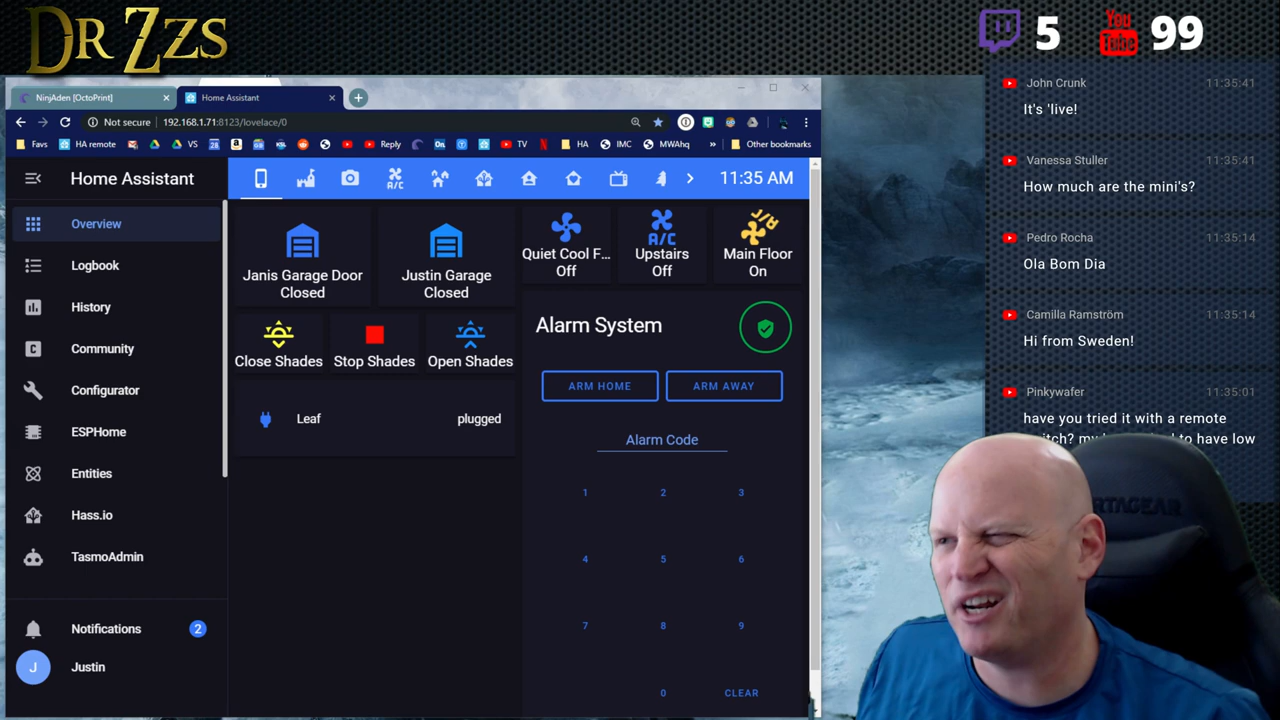 DR ZZS
5
You Tube
99
NinjAden [OctoPrint]
Home Assistant
Not secure
192.168.1.71:8123/lovelace/0
Favs
HA remote
VS
28
Reply
TV
HA
IMC
MWAhq
»
Other bookmarks
Home Assistant
A/C
11:35 AM
Overview
Logbook
History
Community
Configurator
ESPHome
Entities
Hass.io
TasmoAdmin
Notifications
2
J
Justin
Janis Garage Door
Closed
Justin Garage
Closed
Quiet Cool F...
Off
A/C
Upstairs
Off
Main Floor
On
Close Shades
Stop Shades
Open Shades
Leaf
plugged
Alarm System
ARM HOME
ARM AWAY
Alarm Code
1
2
3
4
5
6
7
8
9
0
CLEAR
John Crunk
11:35:41
It's 'live!
Vanessa Stuller
11:35:41
How much are the mini's?
Pedro Rocha
11:35:14
Ola Bom Dia
Camilla Ramström
11:35:14
Hi from Sweden!
Pinkywafer
11:35:01
have you tried it with a remote
to have low